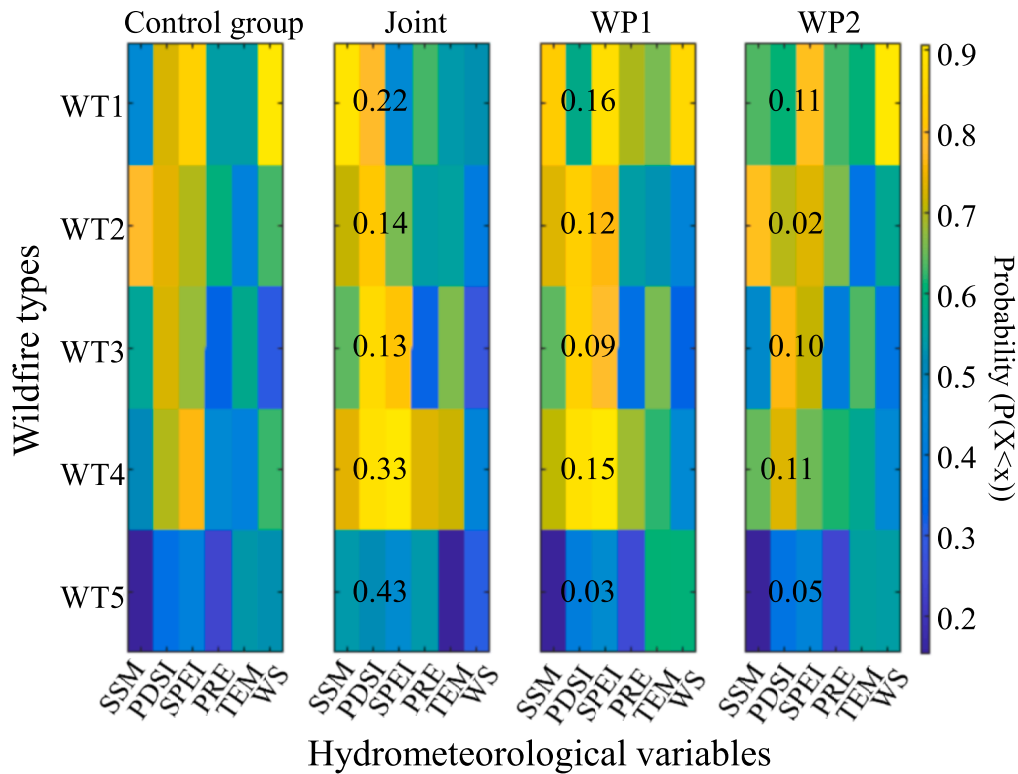 Control group Joint WP1 WP2
WT1 0.22 0.16 0.11
WT2 0.14 0.12 0.02
WT3 0.13 0.09 0.10
WT4 0.33 0.15 0.11
WT5 0.43 0.03 0.05
SSM PDSI SPEI PRE TEM WS SSM PDSI SPEI PRE TEM WS SSM PDSI SPEI PRE TEM WS SSM PDSI SPEI PRE TEM WS
Hydrometeorological variables
Wildfire types
0.9
0.8
0.7
0.6
0.5
0.4
0.3
0.2
Probability (P(X<x))